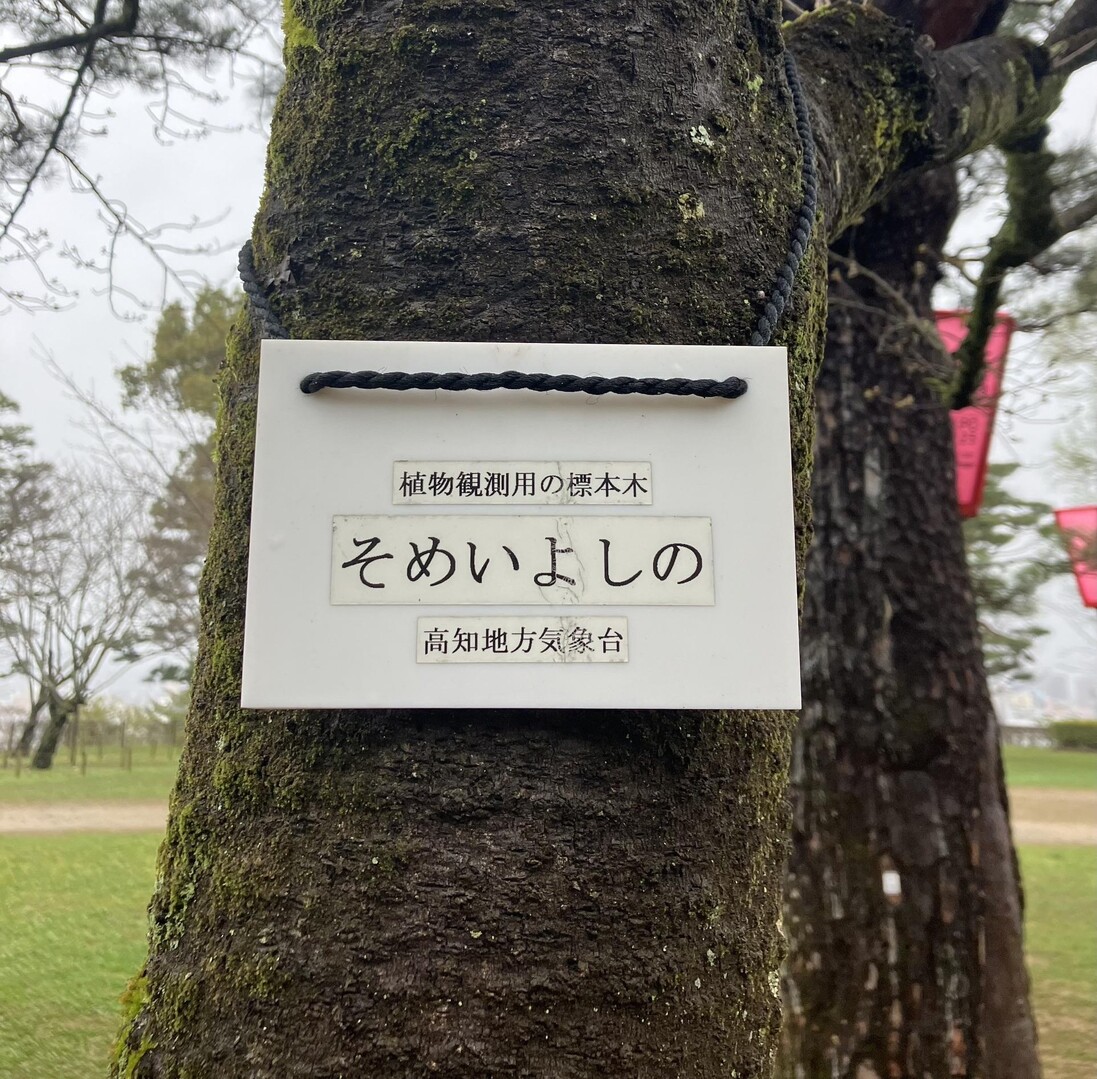 植物観測用の標本木
そめいよしの
高知地方気象台